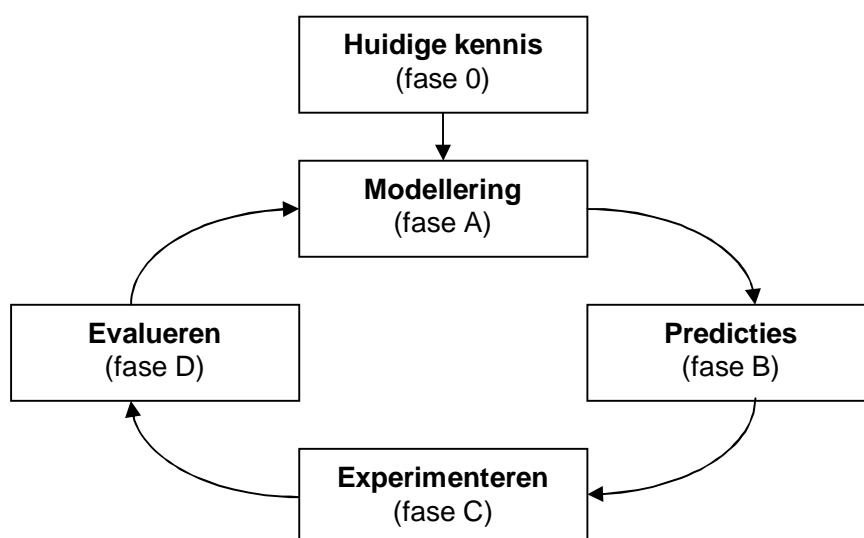 Huidige kennis
(fase 0)
Modellering
(fase A)
Evalueren
(fase D)
Predicties
(fase B)
Experimenteren
(fase C)